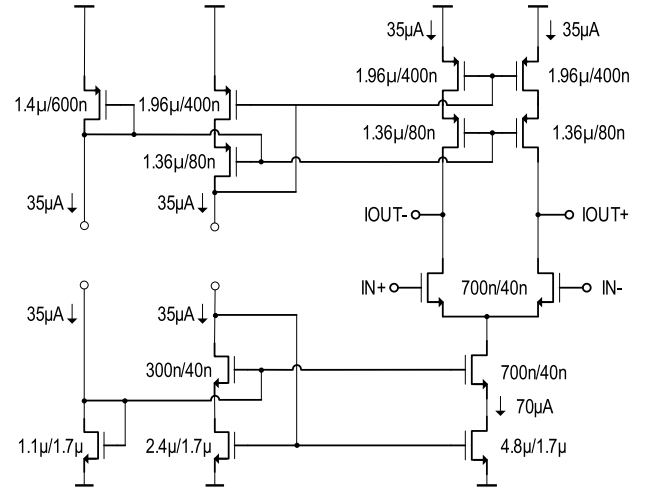 35µA 35µA
1.4µ/600n 1.96µ/400n 1.96µ/400n 1.96µ/400n
1.36µ/80n 1.36µ/80n 1.36µ/80n
35µA 35µA IOUT- IOUT+
IN+ 700n/40n IN-
35µA 35µA
300n/40n 700n/40n
70µA
1.1µ/1.7µ 2.4µ/1.7µ 4.8µ/1.7µ